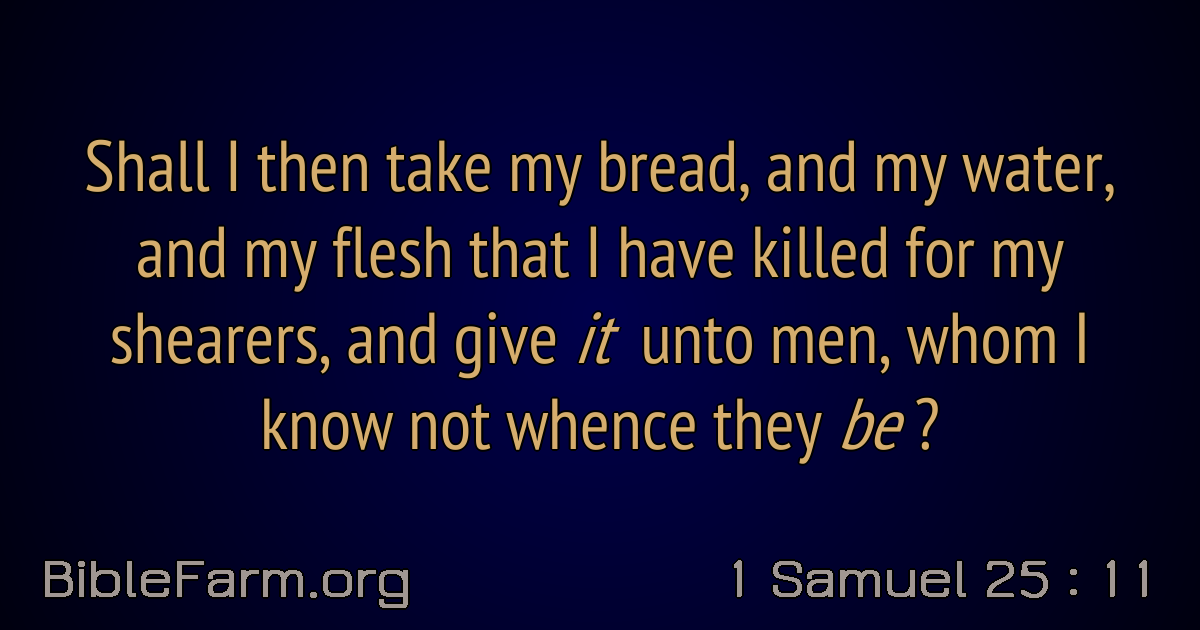 Shall I then take my bread, and my water,
and my flesh that I have killed for my
shearers, and give it unto men, whom I
know not whence they be ?
BibleFarm.org
1 Samuel 25 : 11